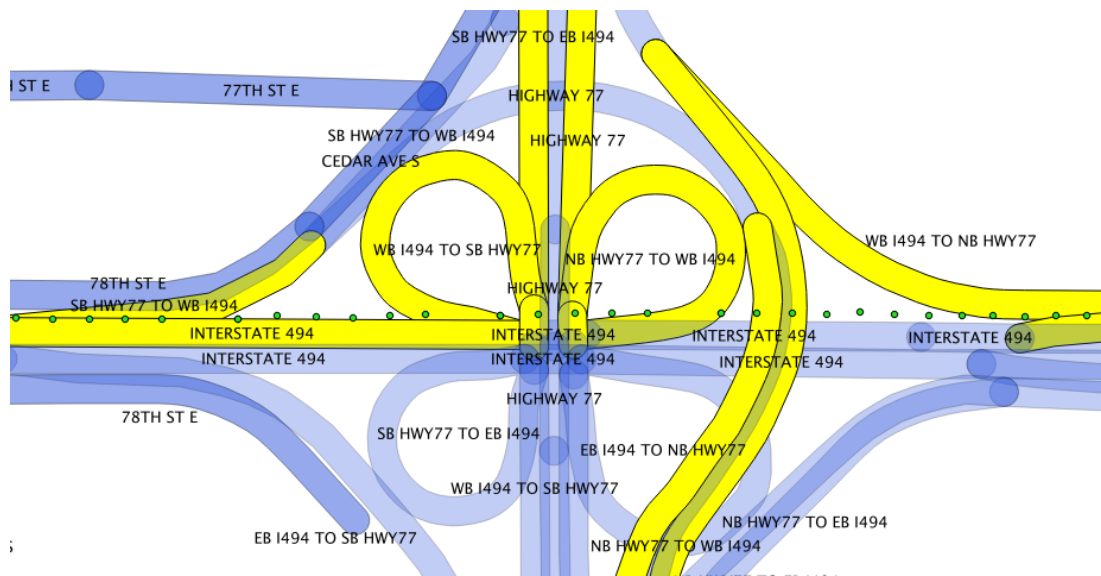 SB HWY77 TO EB I494
H ST E
77TH ST E
HIGHWAY 77
SB HWY77 TO WB I494
HIGHWAY 77
CEDAR AVE S
WB I494 TO NB HWY77
WB I494 TO SB HWY77
NB HWY77 TO WB I494
78TH ST E
HIGHWAY 77
SB HWY77 TO WB I494
INTERSTATE 494
INTERSTATE 494
INTERSTATE 494
INTERSTATE 494
INTERSTATE 494
INTERSTATE 494
INTERSTATE 494
HIGHWAY 77
78TH ST E
SB HWY77 TO EB I494
EB I494 TO NB HWY77
WB I494 TO SB HWY77
NB HWY77 TO EB I494
EB I494 TO SB HWY77
NB HWY77 TO WB I494